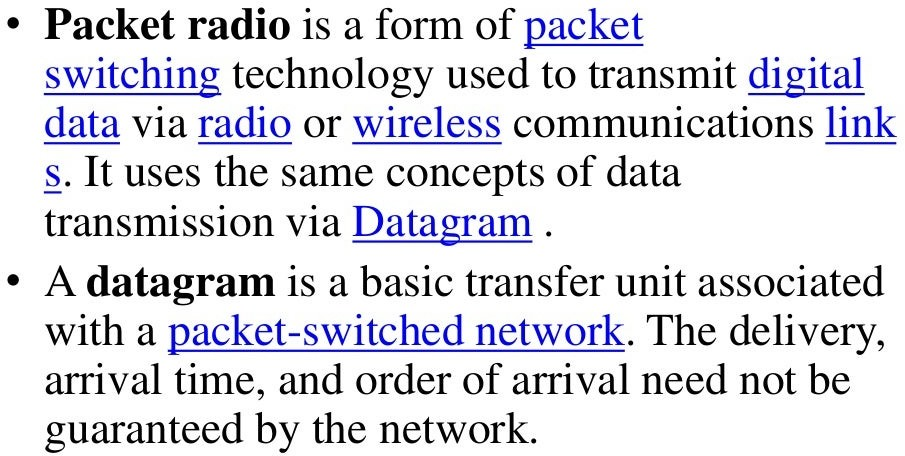 • Packet radio is a form of packet
switching technology used to transmit digital
data via radio or wireless communications link
s. It uses the same concepts of data
transmission via Datagram .
• A datagram is a basic transfer unit associated
with a packet-switched network. The delivery,
arrival time, and order of arrival need not be
guaranteed by the network.